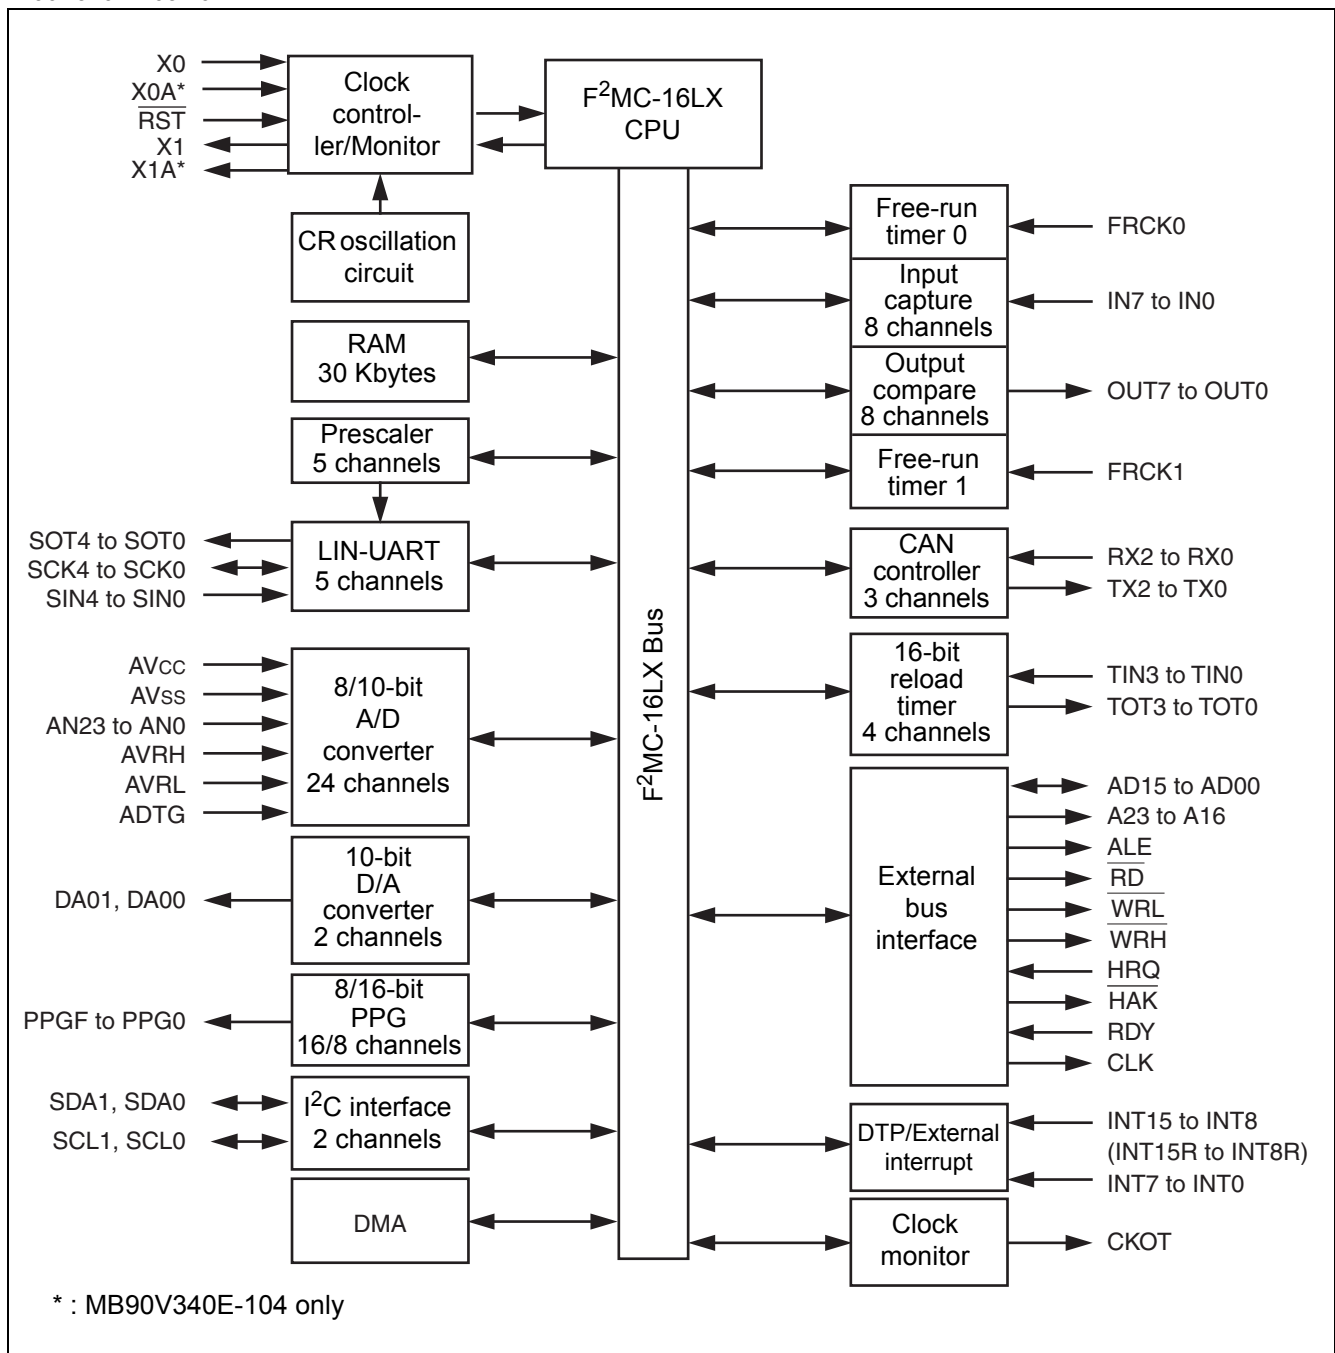 X0
X0A*
RST
X1
X1A*
Clock
control-
ler/Monitor
F2MC-16LX
CPU
CR oscillation
circuit
RAM
30 Kbytes
Prescaler
5 channels
SOT4 to SOT0
SCK4 to SCK0
SIN4 to SIN0
LIN-UART
5 channels
AVCC
AVSS
AN23 to AN0
AVRH
AVRL
ADTG
8/10-bit
A/D
converter
24 channels
DA01, DA00
10-bit
D/A
converter
2 channels
PPGF to PPG0
8/16-bit
PPG
16/8 channels
SDA1, SDA0
SCL1, SCL0
I2C interface
2 channels
DMA
F2MC-16LX Bus
Free-run
timer 0
FRCK0
Input
capture
8 channels
IN7 to IN0
Output
compare
8 channels
OUT7 to OUT0
Free-run
timer 1
FRCK1
CAN
controller
3 channels
RX2 to RX0
TX2 to TX0
16-bit
reload
timer
4 channels
TIN3 to TIN0
TOT3 to TOT0
External
bus
interface
AD15 to AD00
A23 to A16
ALE
RD
WRL
WRH
HRQ
HAK
RDY
CLK
DTP/External
interrupt
INT15 to INT8
(INT15R to INT8R)
INT7 to INT0
Clock
monitor
CKOT
* : MB90V340E-104 only